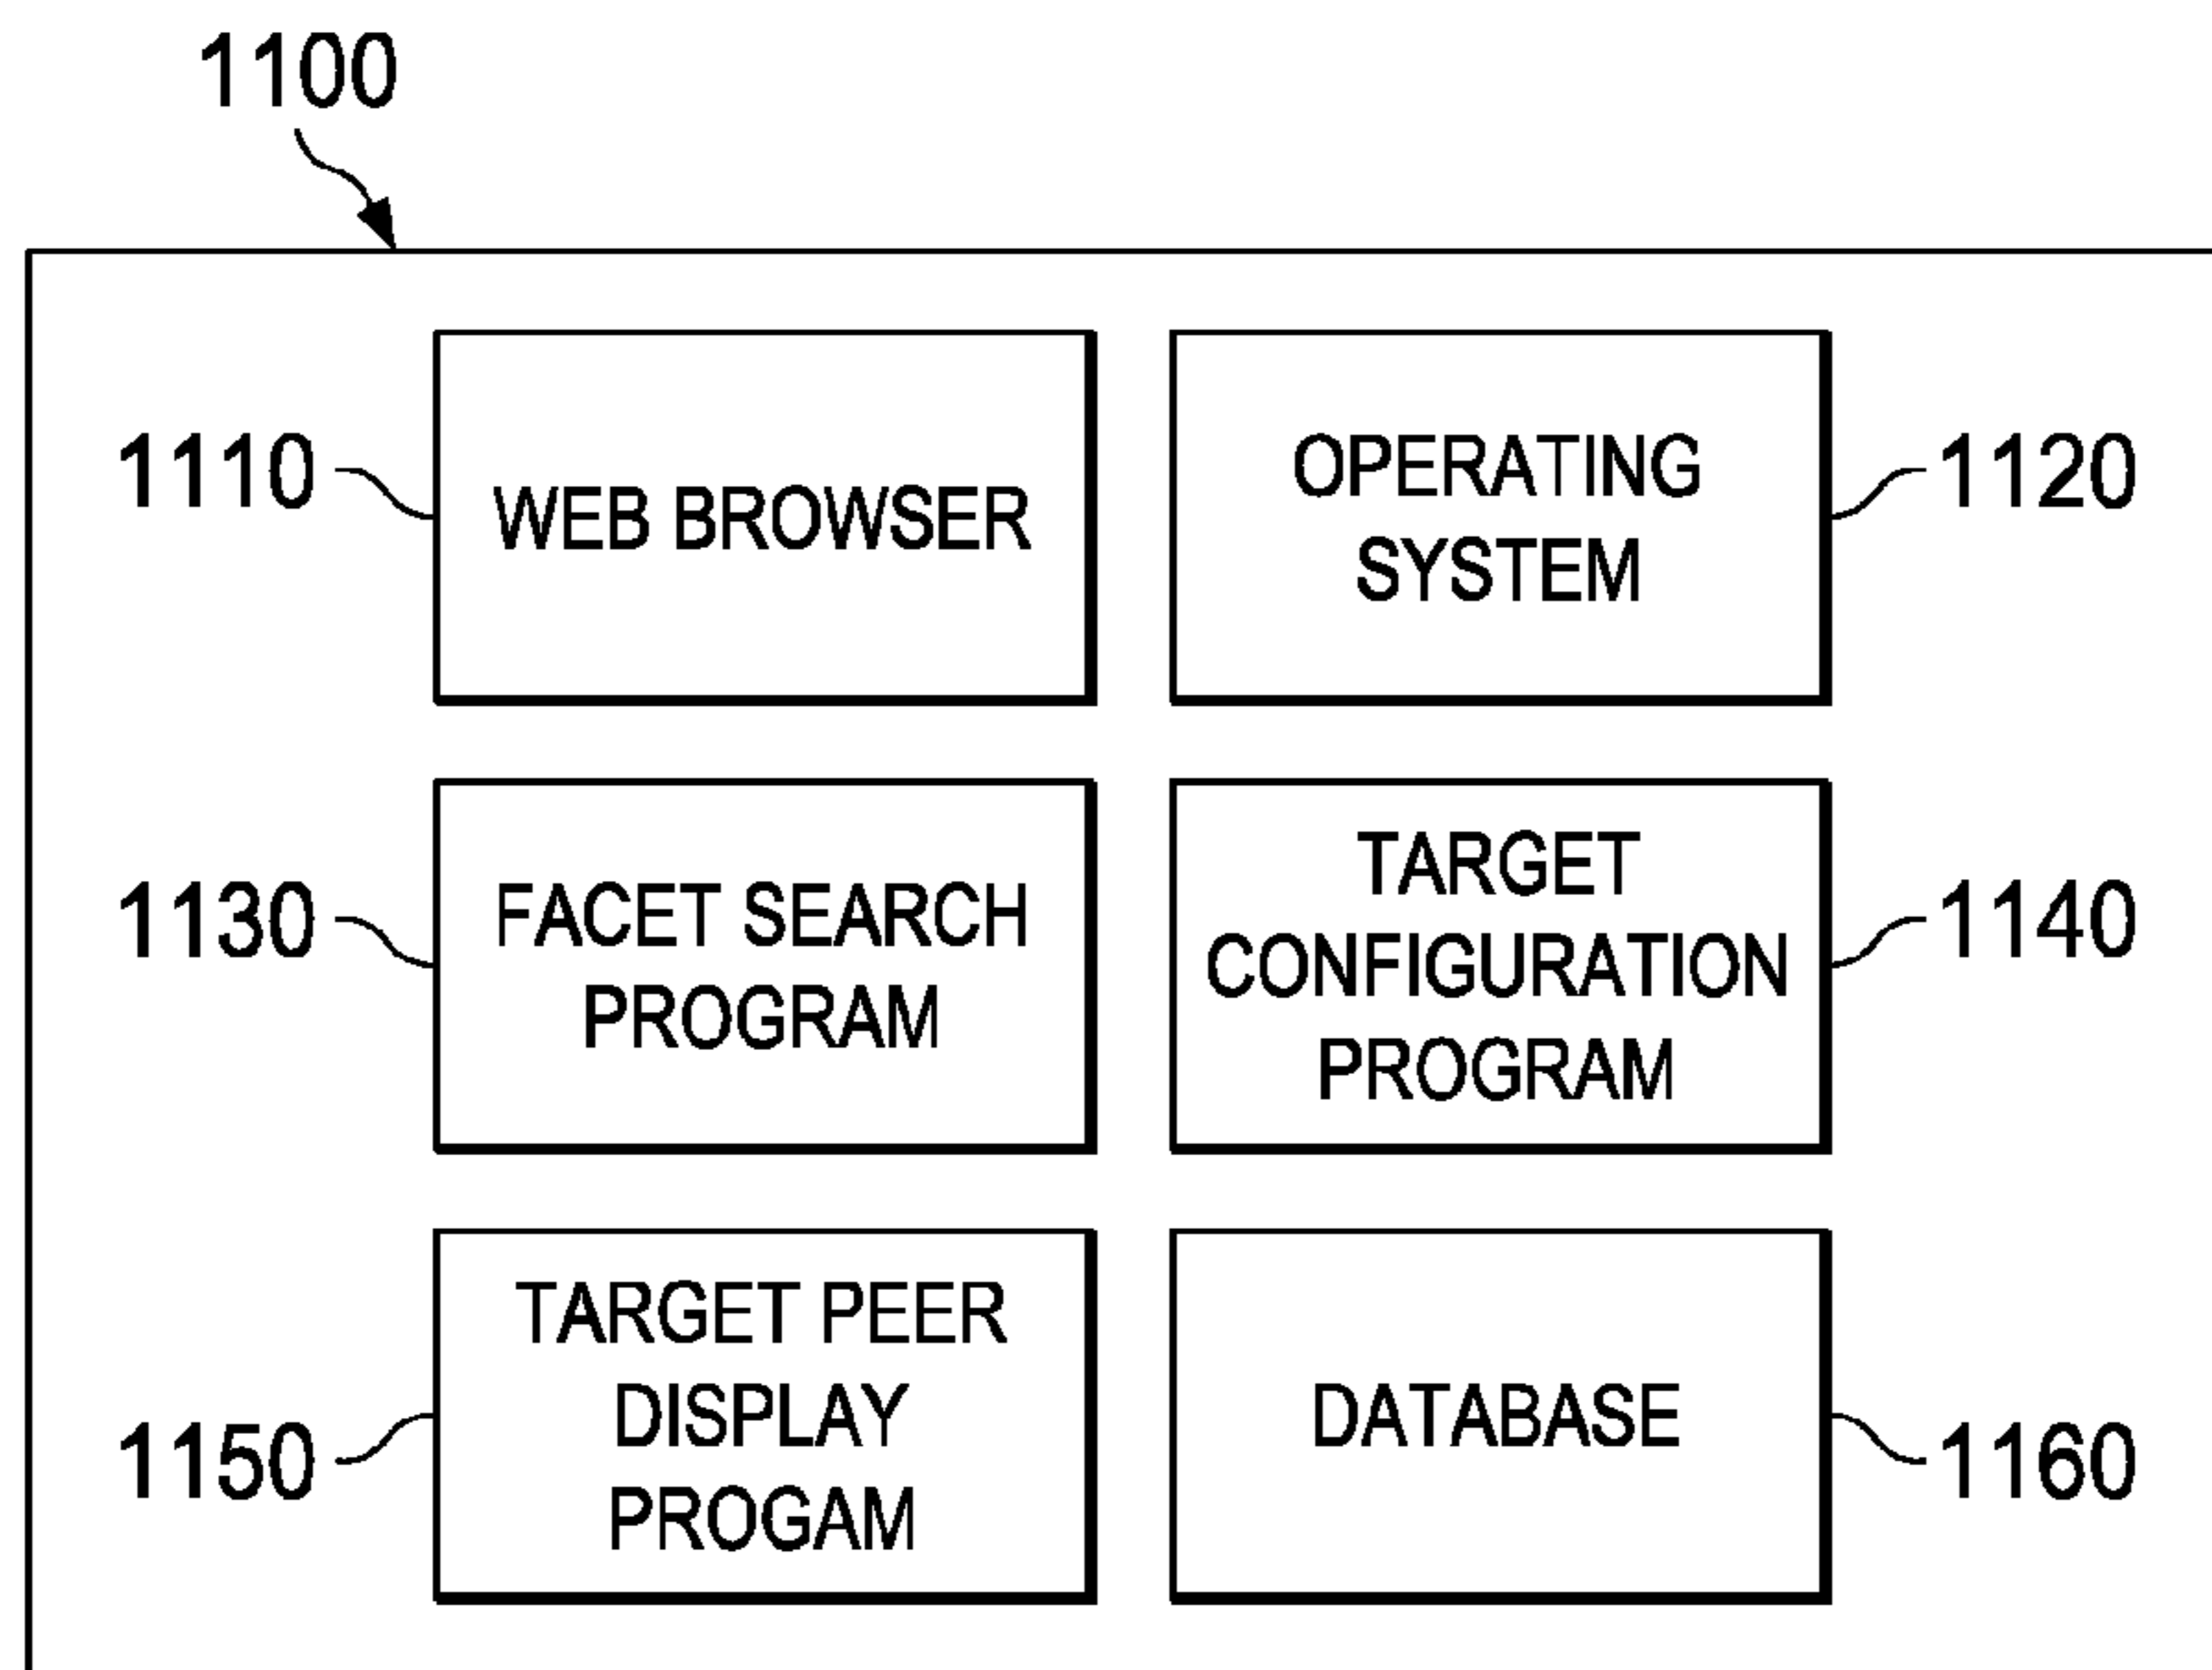 1100
1110
WEB BROWSER
OPERATING
SYSTEM
1120
1130
FACET SEARCH
PROGRAM
TARGET
CONFIGURATION
PROGRAM
1140
1150
TARGET PEER
DISPLAY
PROGAM
DATABASE
1160